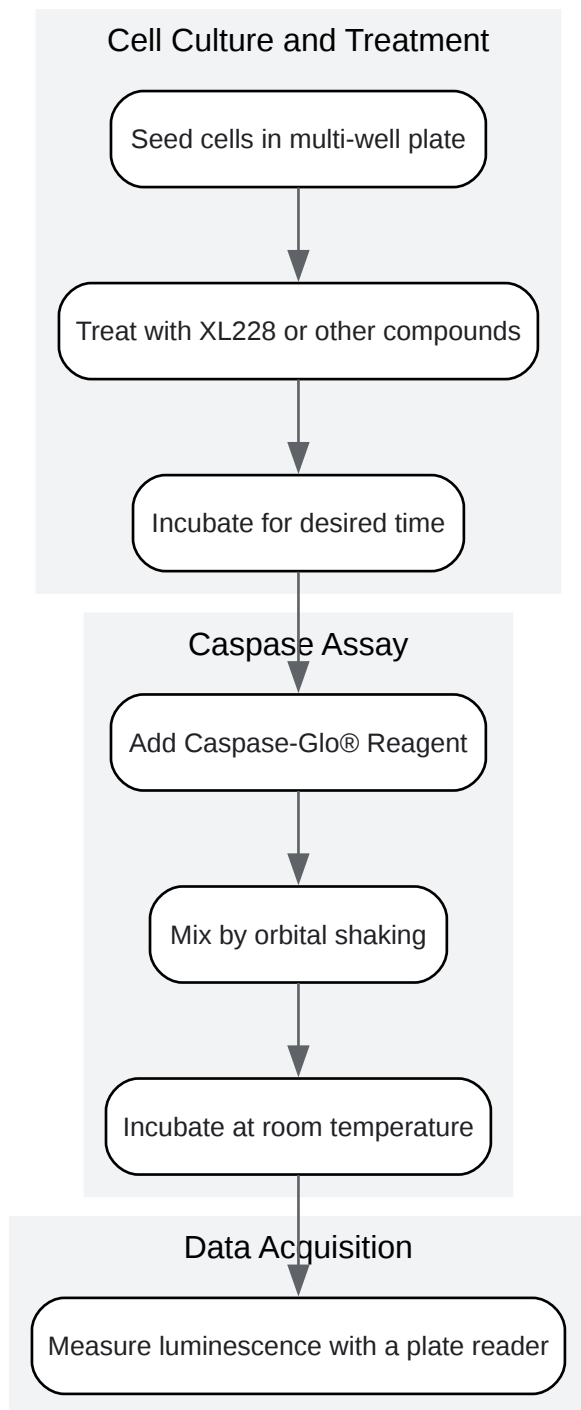 Cell Culture and Treatment
Seed cells in multi-well plate
Treat with XL228 or other compounds
Incubate for desired time
Caspase Assay
Add Caspase-Glo® Reagent
Mix by orbital shaking
Incubate at room temperature
Data Acquisition
Measure luminescence with a plate reader